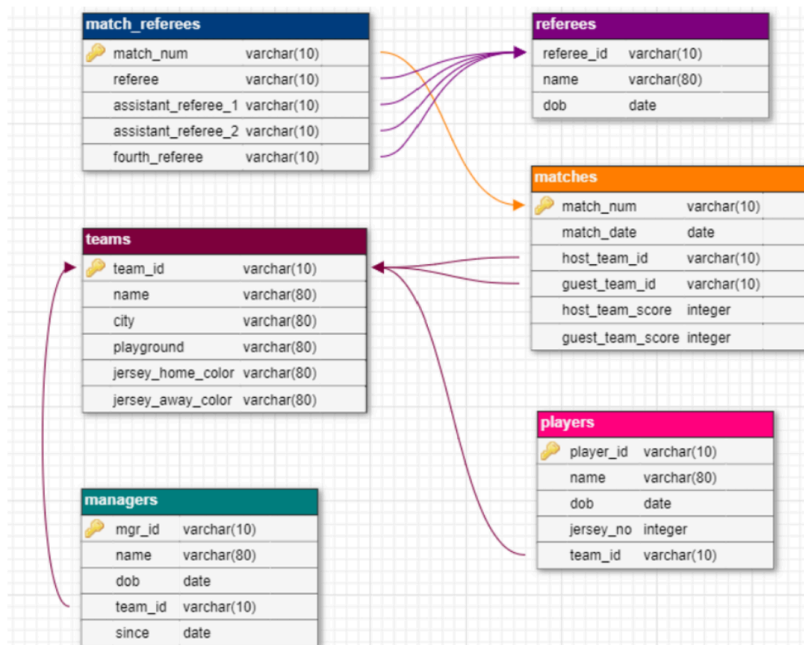 match_referees
match_num varchar(10)
referee varchar(10)
assistant_referee_1 varchar(10)
assistant_referee_2 varchar(10)
fourth_referee varchar(10)
referees
referee_id varchar(10)
name varchar(80)
dob date
matches
match_num varchar(10)
match_date date
host_team_id varchar(10)
guest_team_id varchar(10)
host_team_score integer
guest_team_score integer
teams
team_id varchar(10)
name varchar(80)
city varchar(80)
playground varchar(80)
jersey_home_color varchar(80)
jersey_away_color varchar(80)
players
player_id varchar(10)
name varchar(80)
dob date
jersey_no integer
team_id varchar(10)
managers
mgr_id varchar(10)
name varchar(80)
dob date
team_id varchar(10)
since date